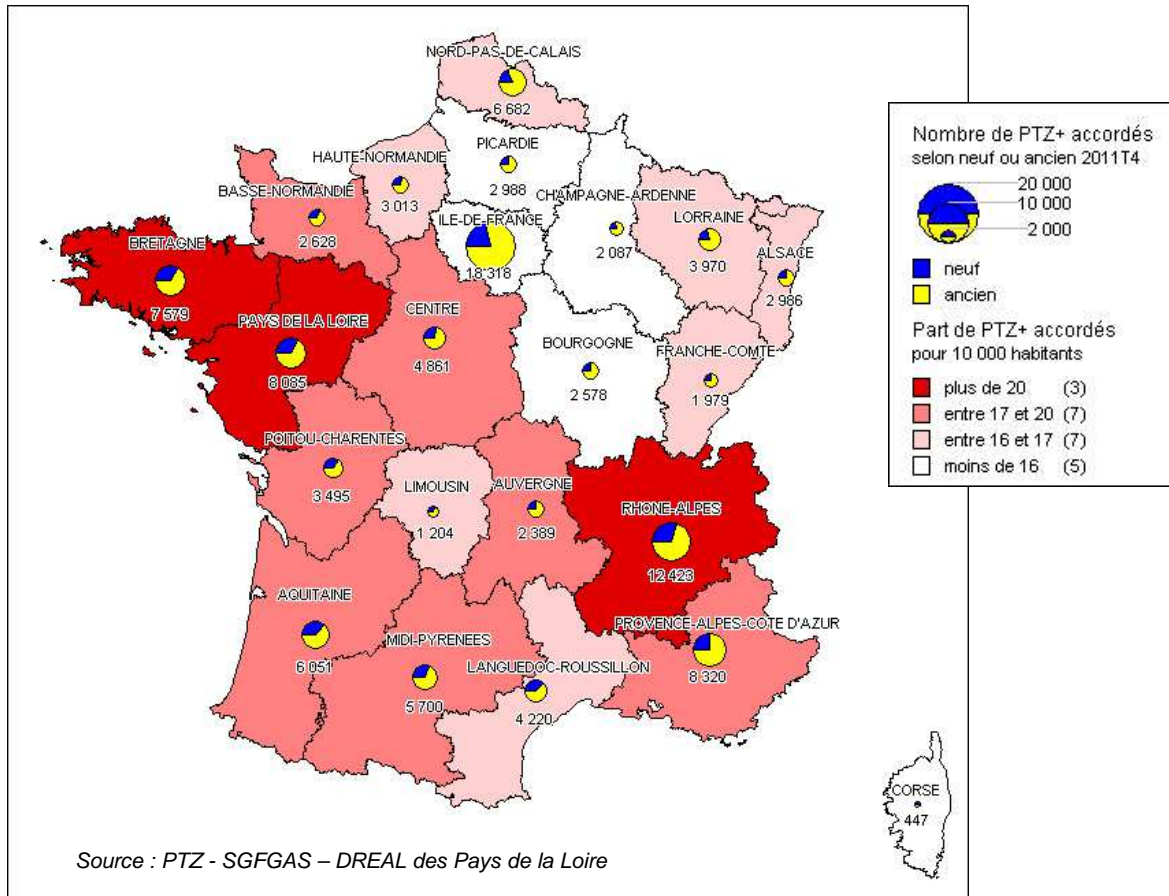 NORD-PAS-DE-CALAIS
6 682
PICARDIE
2 988
HAUTE-NORMANDIE
3 013
BASSE-NORMANDIE
2 628
ILE-DE-FRANCE
18 318
CHAMPAGNE-ARDENNE
2 087
LORRAINE
3 970
ALSACE
2 986
BRETAGNE
7 579
PAYS DE LA LOIRE
8 085
CENTRE
4 861
BOURGOGNE
2 578
FRANCHE-COMTE
1 979
POITOU-CHARENTES
3 495
LIMOUSIN
1 204
AUVERGNE
2 389
RHONE-ALPES
12 423
AQUITAINE
6 051
MIDI-PYRENEES
5 700
LANGUEDOC-ROUSSILLON
4 220
PROVENCE-ALPES-COTE D'AZUR
8 320
CORSE
447
Source : PTZ - SGFGAS – DREAL des Pays de la Loire
Nombre de PTZ+ accordés
selon neuf ou ancien 2011T4
20 000
10 000
2 000
neuf
ancien
Part de PTZ+ accordés
pour 10 000 habitants
plus de 20 (3)
entre 17 et 20 (7)
entre 16 et 17 (7)
moins de 16 (5)